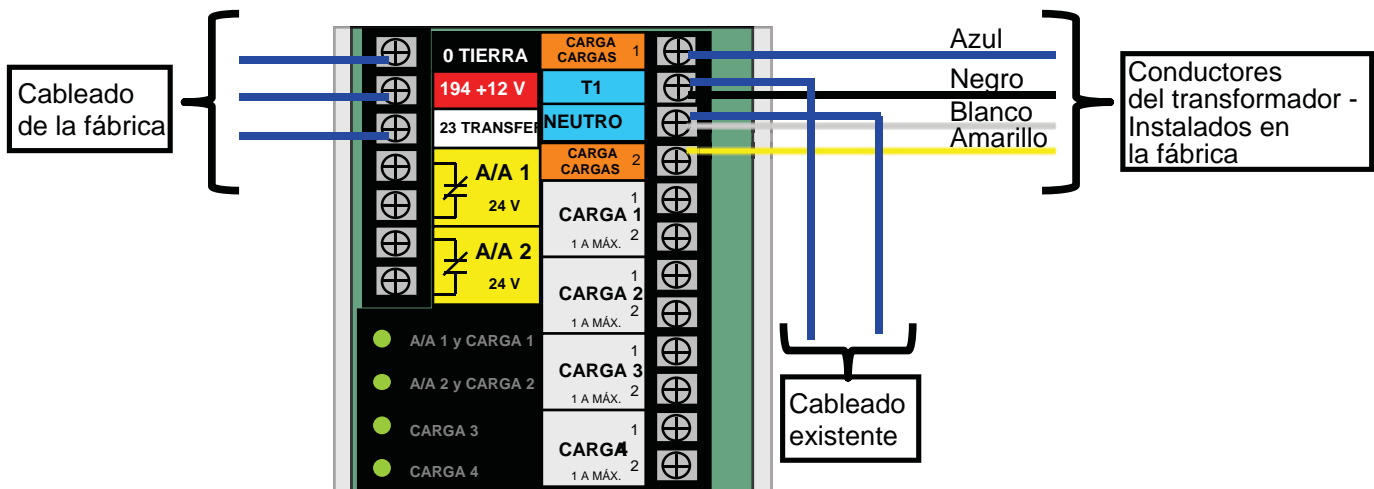 Cableado
de la fábrica
0 TIERRA
194 +12 V
23 TRANSFER
A/A 1
24 V
A/A 2
24 V
A/A 1 y CARGA 1
A/A 2 y CARGA 2
CARGA 3
CARGA 4
CARGA
CARGAS 1
T1
NEUTRO
CARGA
CARGAS 2
1
CARGA 1
1 A MÁX. 2
1
CARGA 2
1 A MÁX. 2
1
CARGA 3
1 A MÁX. 2
1
CARGA4
1 A MÁX. 2
Azul
Negro
Blanco
Amarillo
Conductores
del transformador -
Instalados en
la fábrica
Cableado
existente